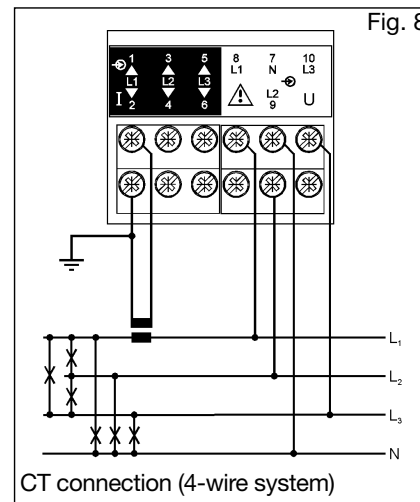 Fig. 8
1 3 5 8 7 10
L1 N L3
L1 L2 L3
I 2 4 6 L2 9 U
L1
L2
L3
N
CT connection (4-wire system)